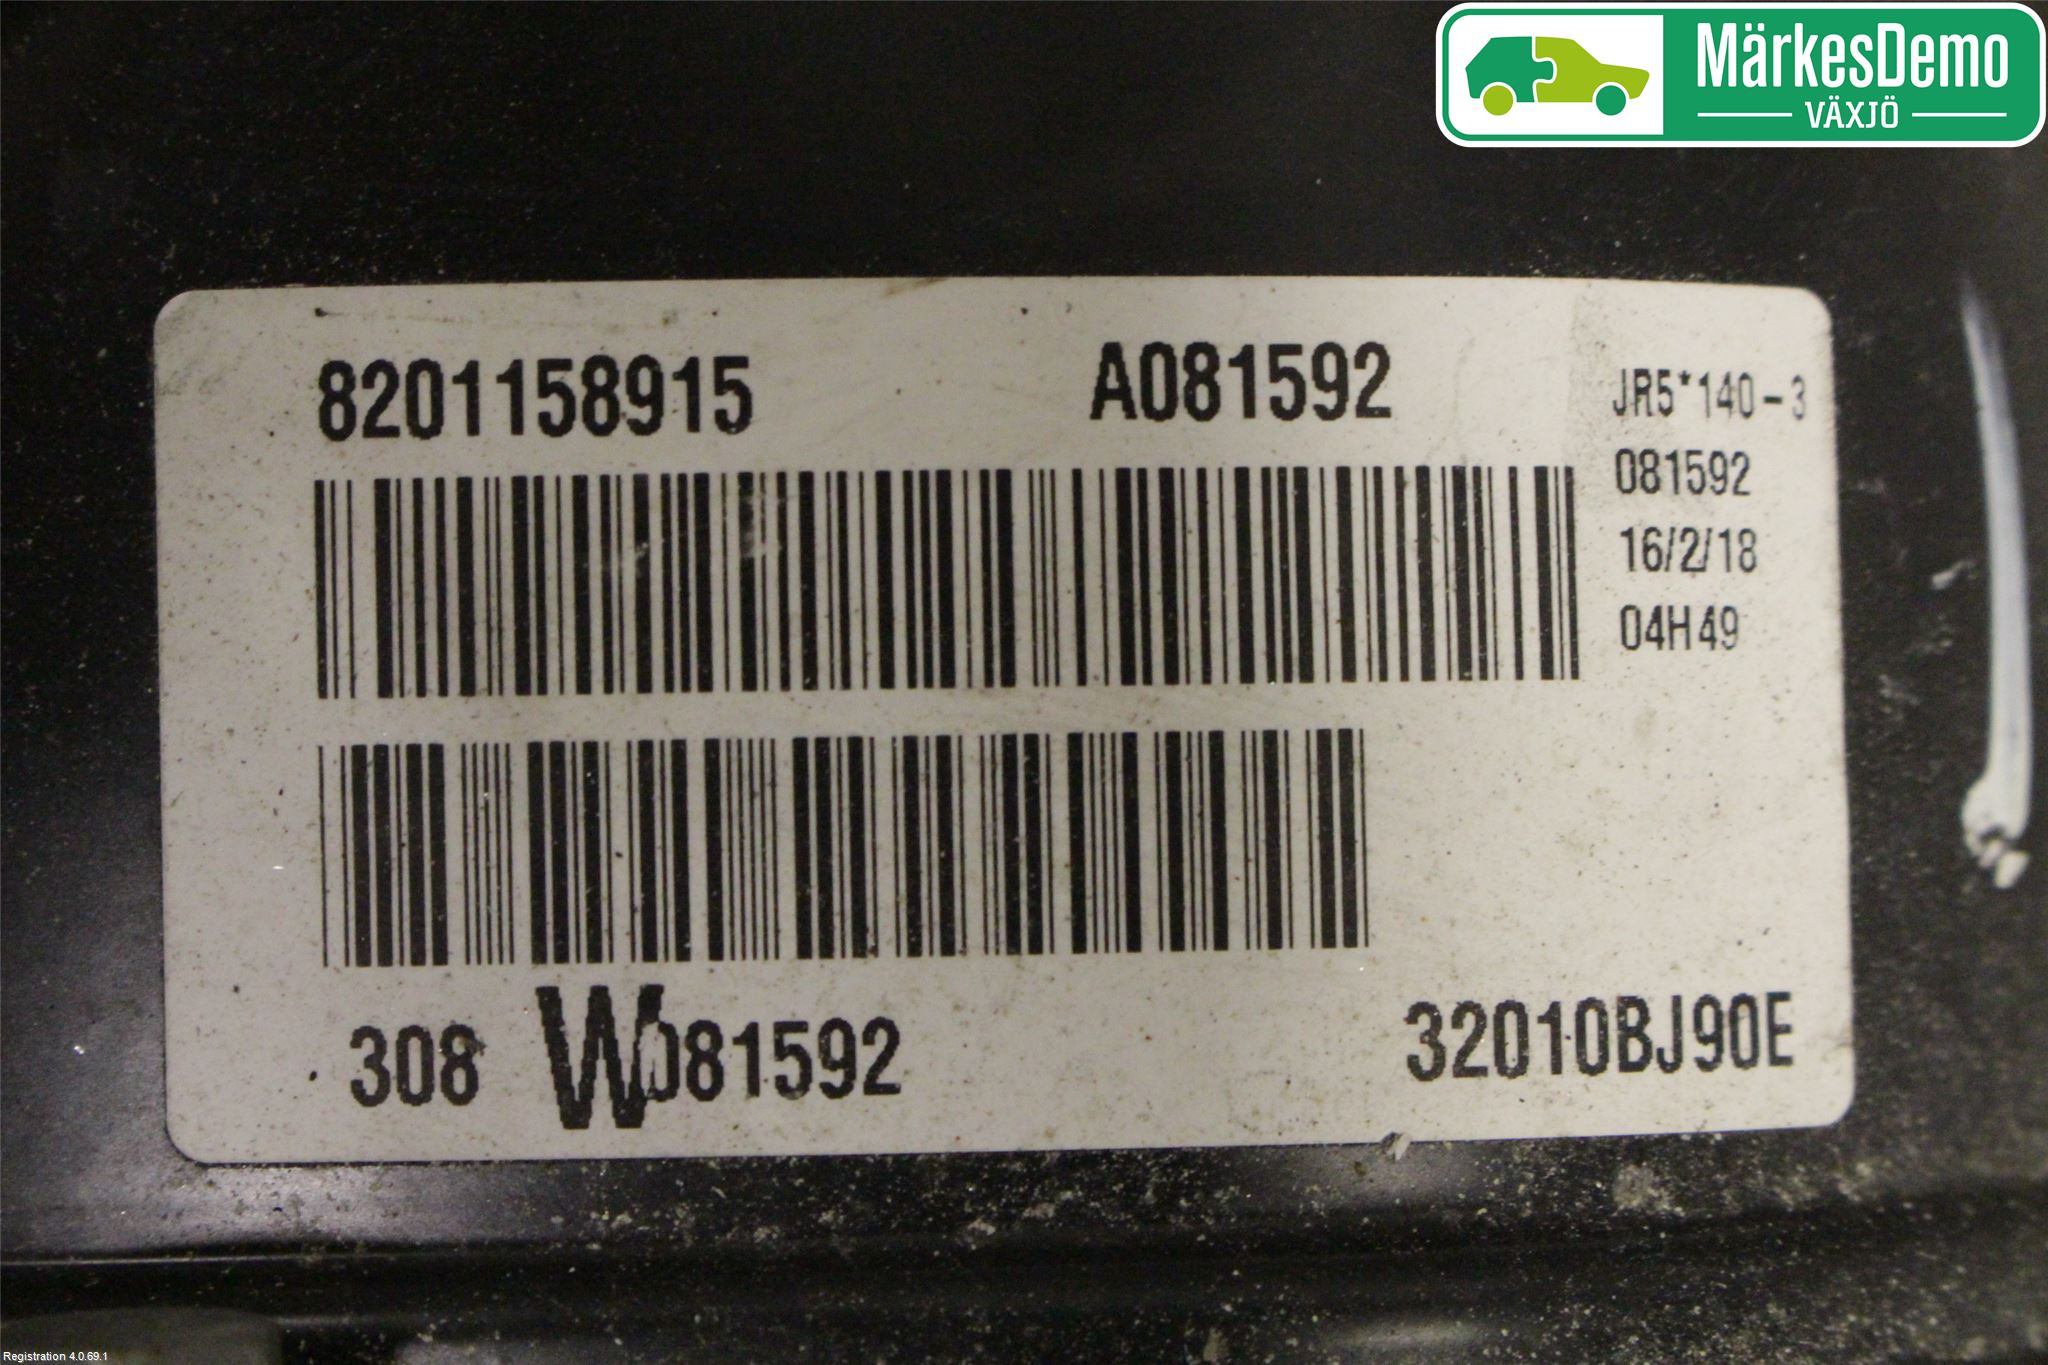 MärkesDemo
VÄXJÖ
8201158915 A081592
JR5*140-3
081592
16/2/18
04H49
308 W081592 32010BJ90E
Registration 4.0.69.1